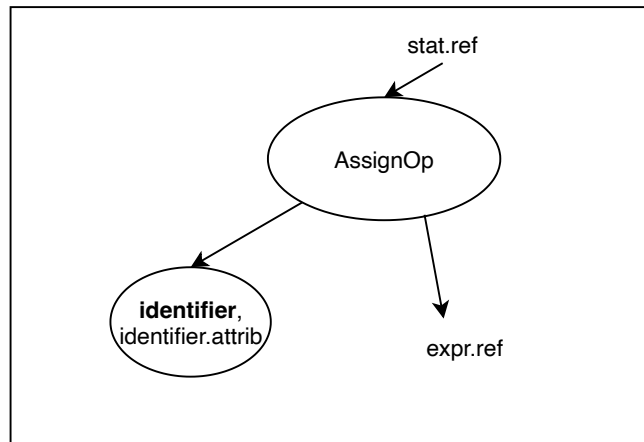 stat.ref
AssignOp
identifier,
identifier.attrib
expr.ref